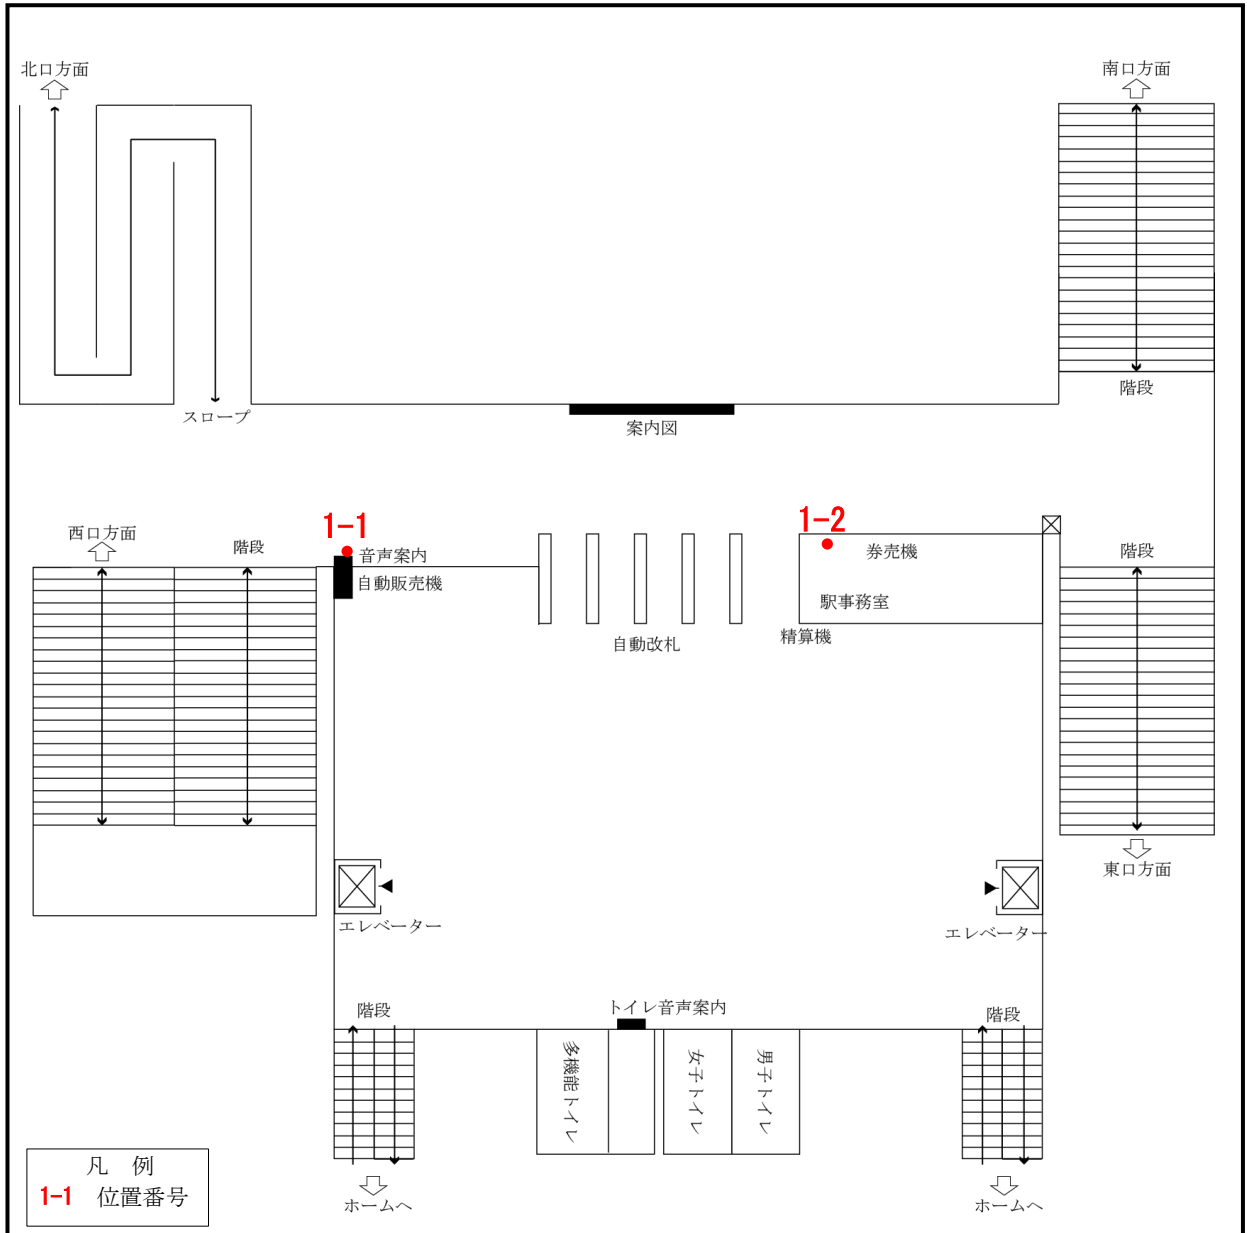 北口方面
南口方面
階段
スロープ
案内図
西口方面
階段
1-1
音声案内
自動販売機
1-2
券売機
階段
駅事務室
精算機
自動改札
東口方面
エレベーター
エレベーター
階段
トイレ音声案内
階段
多機能トイレ
女子トイレ
男子トイレ
凡 例
1-1 位置番号
ホームへ
ホームへ